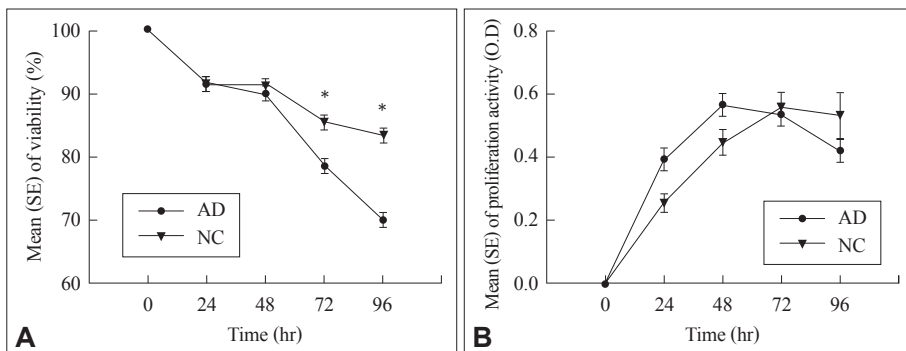 Mean (SE) of viability (%)
100
90
80
70
60
*
*
AD
NC
0 24 48 72 96
Time (hr)
A
Mean (SE) of proliferation activity (O.D)
0.8
0.6
0.4
0.2
0.0
AD
NC
0 24 48 72 96
Time (hr)
B